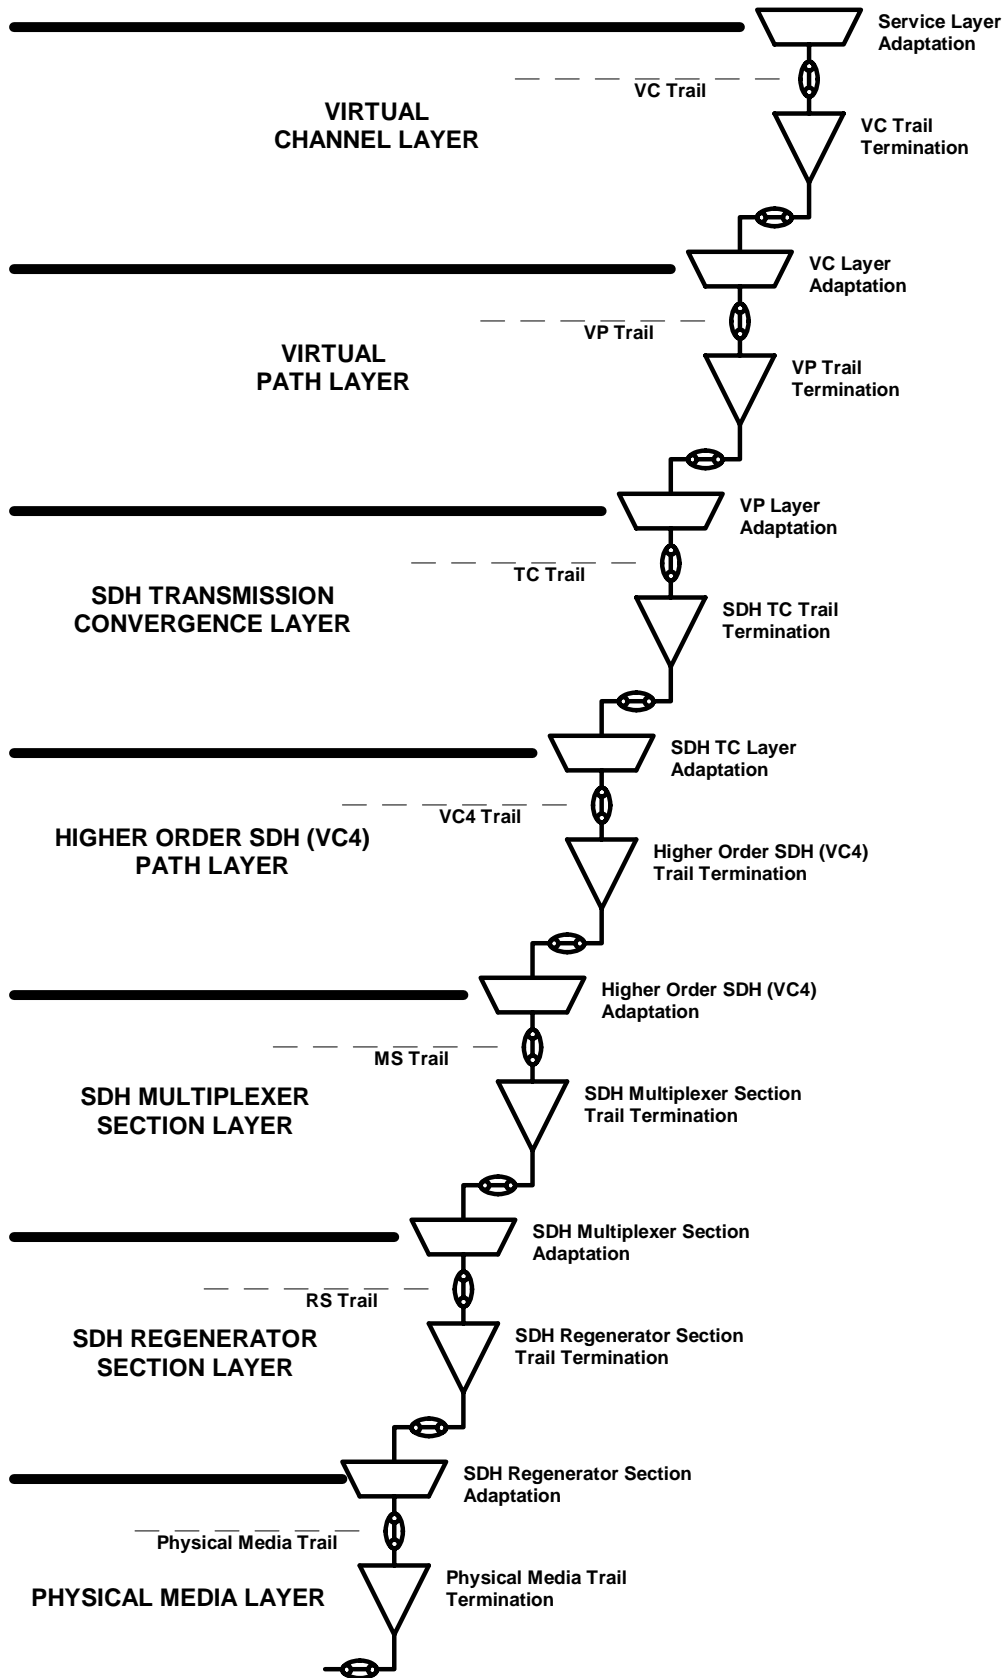 Service Layer
Adaptation
VC Trail
VIRTUAL
CHANNEL LAYER
VC Trail
Termination
VC Layer
Adaptation
VP Trail
VIRTUAL
PATH LAYER
VP Trail
Termination
VP Layer
Adaptation
TC Trail
SDH TRANSMISSION
CONVERGENCE LAYER
SDH TC Trail
Termination
SDH TC Layer
Adaptation
VC4 Trail
HIGHER ORDER SDH (VC4)
PATH LAYER
Higher Order SDH (VC4)
Trail Termination
Higher Order SDH (VC4)
Adaptation
MS Trail
SDH MULTIPLEXER
SECTION LAYER
SDH Multiplexer Section
Trail Termination
SDH Multiplexer Section
Adaptation
RS Trail
SDH REGENERATOR
SECTION LAYER
SDH Regenerator Section
Trail Termination
SDH Regenerator Section
Adaptation
Physical Media Trail
PHYSICAL MEDIA LAYER
Physical Media Trail
Termination